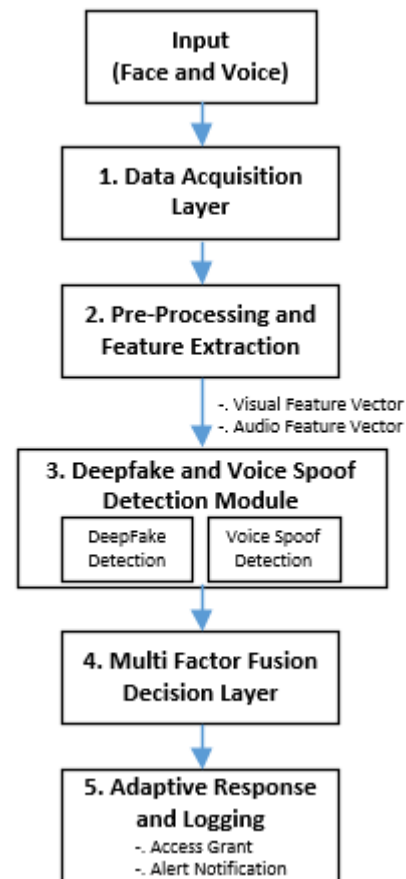 Input
(Face and Voice)
1. Data Acquisition
Layer
2. Pre-Processing and
Feature Extraction
-. Visual Feature Vector
-. Audio Feature Vector
3. Deepfake and Voice Spoof
Detection Module
DeepFake
Detection
Voice Spoof
Detection
4. Multi Factor Fusion
Decision Layer
5. Adaptive Response
and Logging
-. Access Grant
-. Alert Notification